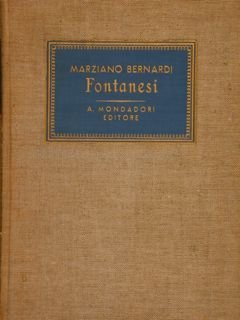 MARZIANO BERNARDI
Fontanesi
A. MONDADORI
EDITORE